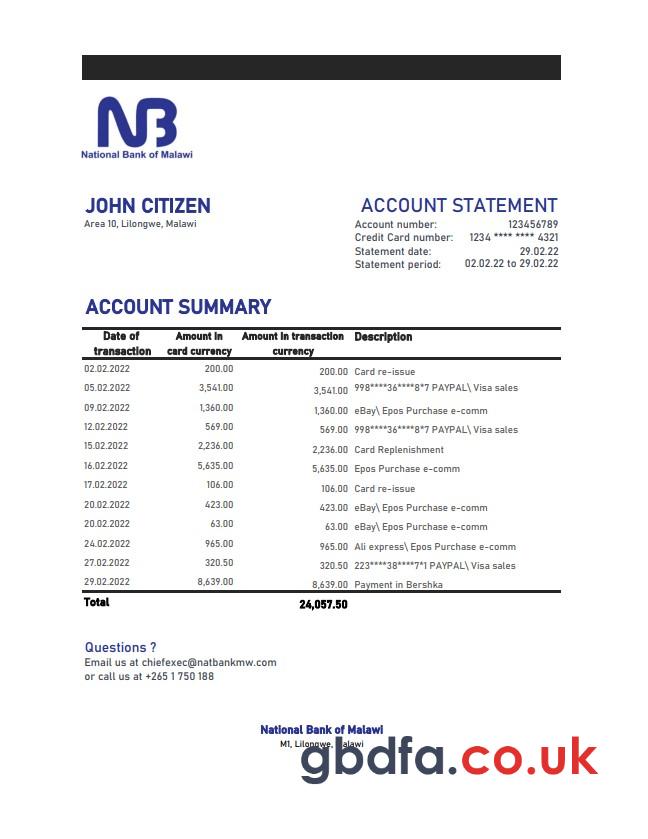 NB
National Bank of Malawi
JOHN CITIZEN
Area 10, Lilongwe, Malawi
ACCOUNT STATEMENT
Account number: 123456789
Credit Card number: 1234 **** **** 4321
Statement date: 29.02.22
Statement period: 02.02.22 to 29.02.22
ACCOUNT SUMMARY
Date of transaction Amount in card currency Amount in transaction currency Description
02.02.2022 200.00 200.00 Card re-issue
05.02.2022 3,541.00 3,541.00 998****36****8*7 PAYPAL\ Visa sales
09.02.2022 1,360.00 1,360.00 eBay\ Epos Purchase e-comm
12.02.2022 569.00 569.00 998****36****8*7 PAYPAL\ Visa sales
15.02.2022 2,236.00 2,236.00 Card Replenishment
16.02.2022 5,635.00 5,635.00 Epos Purchase e-comm
17.02.2022 106.00 106.00 Card re-issue
20.02.2022 423.00 423.00 eBay\ Epos Purchase e-comm
20.02.2022 63.00 63.00 eBay\ Epos Purchase e-comm
24.02.2022 965.00 965.00 Ali express\ Epos Purchase e-comm
27.02.2022 320.50 320.50 223****38****7*1 PAYPAL\ Visa sales
29.02.2022 8,639.00 8,639.00 Payment in Bershka
Total 24,057.50
Questions ?
Email us at chiefexec@natbankmw.com
or call us at +265 1 750 188
National Bank of Malawi
M1, Lilongwe, Malawi
gbdfa.co.uk